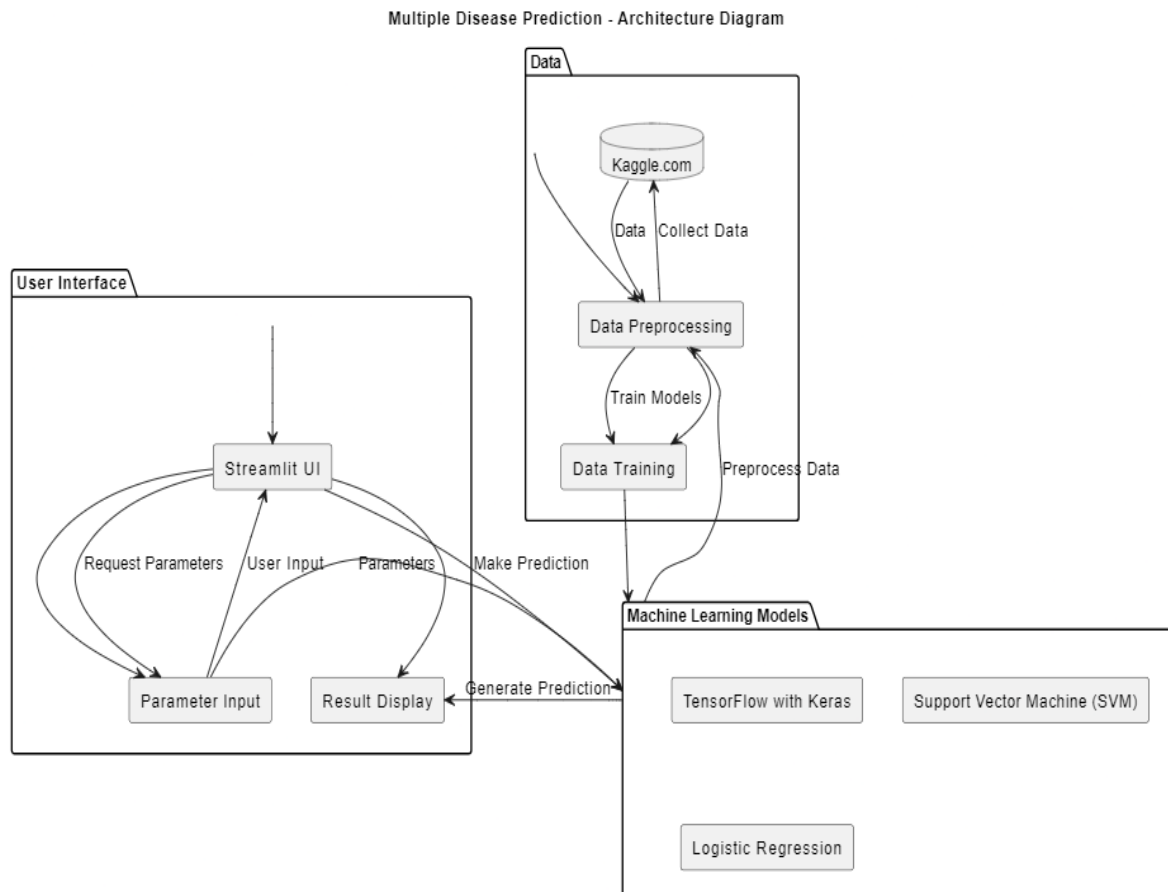 Multiple Disease Prediction - Architecture Diagram
Data
Kaggle.com
Data
Collect Data
User Interface
Data Preprocessing
Train Models
Streamlit UI
Data Training
Preprocess Data
Request Parameters
User Input
Parameters
Make Prediction
Machine Learning Models
Parameter Input
Result Display
Generate Prediction
TensorFlow with Keras
Support Vector Machine (SVM)
Logistic Regression